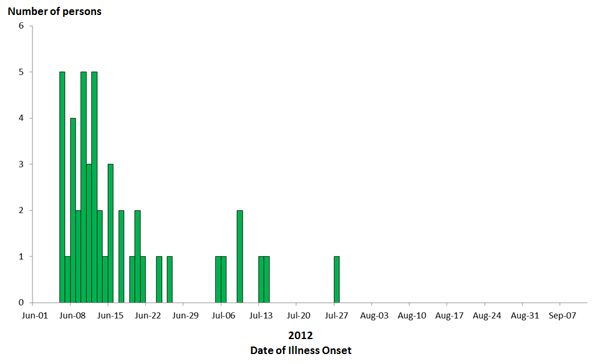 Number of persons
6
5
4
3
2
1
0
Jun-01 Jun-08 Jun-15 Jun-22 Jun-29 Jul-06 Jul-13 Jul-20 Jul-27 Aug-03 Aug-10 Aug-17 Aug-24 Aug-31 Sep-07
2012
Date of Illness Onset